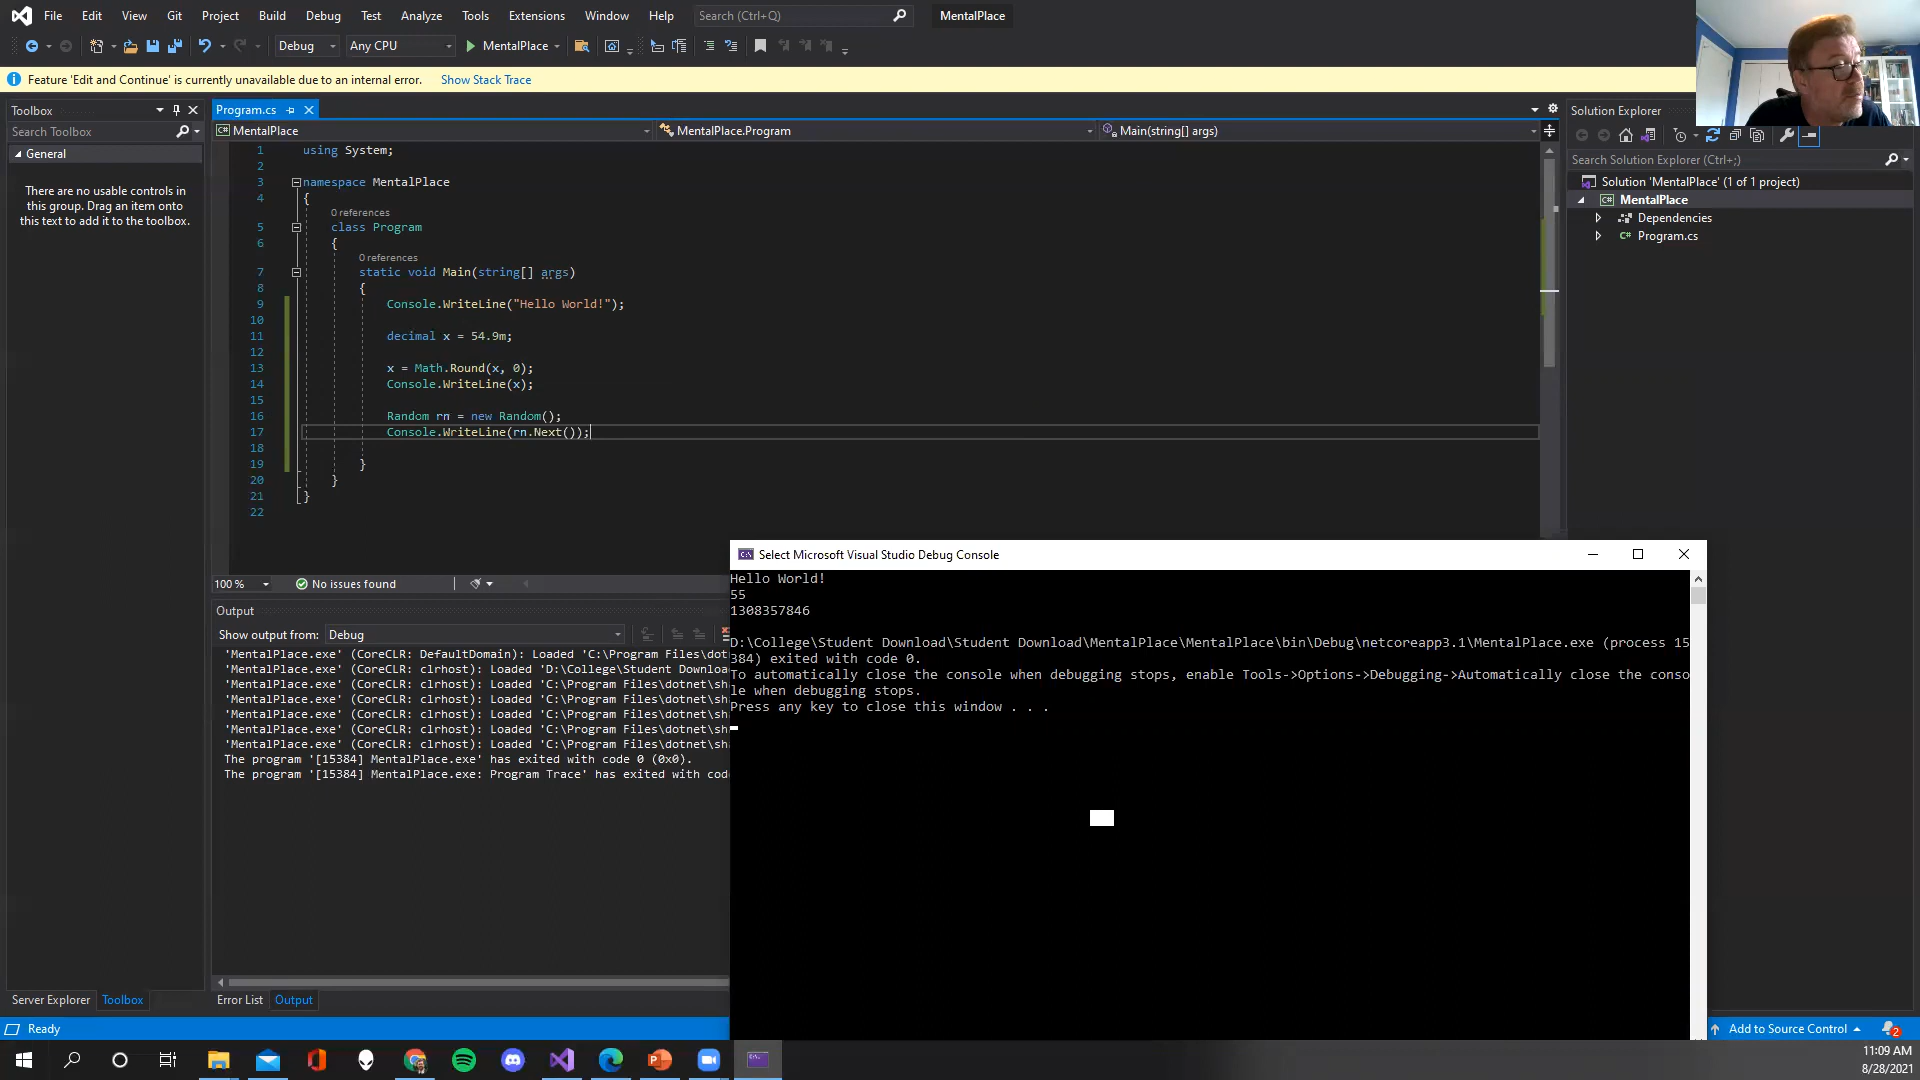 File Edit View Git Project Build Debug Test Analyze Tools Extensions Window Help Search (Ctrl+Q) MentalPlace
Debug Any CPU MentalPlace
Feature 'Edit and Continue' is currently unavailable due to an internal error. Show Stack Trace
Toolbox
Search Toolbox
General
There are no usable controls in
this group. Drag an item onto
this text to add it to the toolbox.
Server Explorer Toolbox
Program.cs
MentalPlace MentalPlace.Program Main(string[] args)
1 using System;
2
3 namespace MentalPlace
4 {
0 references
5 class Program
6 {
0 references
7 static void Main(string[] args)
8 {
9 Console.WriteLine("Hello World!");
10
11 decimal x = 54.9m;
12
13 x = Math.Round(x, 0);
14 Console.WriteLine(x);
15
16 Random rn = new Random();
17 Console.WriteLine(rn.Next());
18
19 }
20 }
21 }
22
100 % No issues found
Output
Show output from: Debug
'MentalPlace.exe' (CoreCLR: DefaultDomain): Loaded 'C:\Program Files\dot
'MentalPlace.exe' (CoreCLR: clrhost): Loaded 'D:\College\Student Downloa
'MentalPlace.exe' (CoreCLR: clrhost): Loaded 'C:\Program Files\dotnet\sh
'MentalPlace.exe' (CoreCLR: clrhost): Loaded 'C:\Program Files\dotnet\sh
'MentalPlace.exe' (CoreCLR: clrhost): Loaded 'C:\Program Files\dotnet\sh
'MentalPlace.exe' (CoreCLR: clrhost): Loaded 'C:\Program Files\dotnet\sh
'MentalPlace.exe' (CoreCLR: clrhost): Loaded 'C:\Program Files\dotnet\sh
The program '[15384] MentalPlace.exe' has exited with code 0 (0x0).
The program '[15384] MentalPlace.exe: Program Trace' has exited with cod
Error List Output
Select Microsoft Visual Studio Debug Console
Hello World!
55
1308357846
D:\College\Student Download\Student Download\MentalPlace\MentalPlace\bin\Debug\netcoreapp3.1\MentalPlace.exe (process 15
384) exited with code 0.
To automatically close the console when debugging stops, enable Tools->Options->Debugging->Automatically close the conso
le when debugging stops.
Press any key to close this window . . .
Solution Explorer
Search Solution Explorer (Ctrl+;)
Solution 'MentalPlace' (1 of 1 project)
MentalPlace
Dependencies
Program.cs
Ready Add to Source Control 2
11:09 AM
8/28/2021